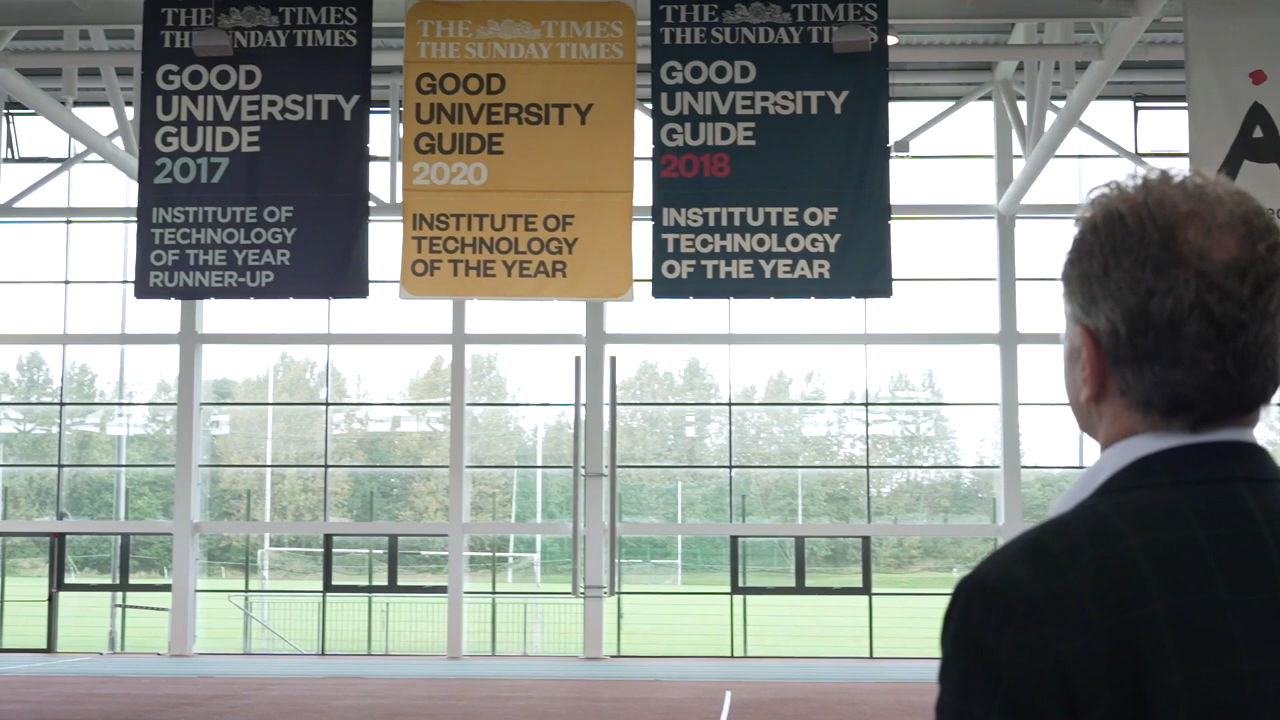 THE TIMES
THE SUNDAY TIMES
GOOD
UNIVERSITY
GUIDE
2017
INSTITUTE OF
TECHNOLOGY
OF THE YEAR
RUNNER-UP
THE TIMES
THE SUNDAY TIMES
GOOD
UNIVERSITY
GUIDE
2020
INSTITUTE OF
TECHNOLOGY
OF THE YEAR
THE TIMES
THE SUNDAY TIMES
GOOD
UNIVERSITY
GUIDE
2018
INSTITUTE OF
TECHNOLOGY
OF THE YEAR